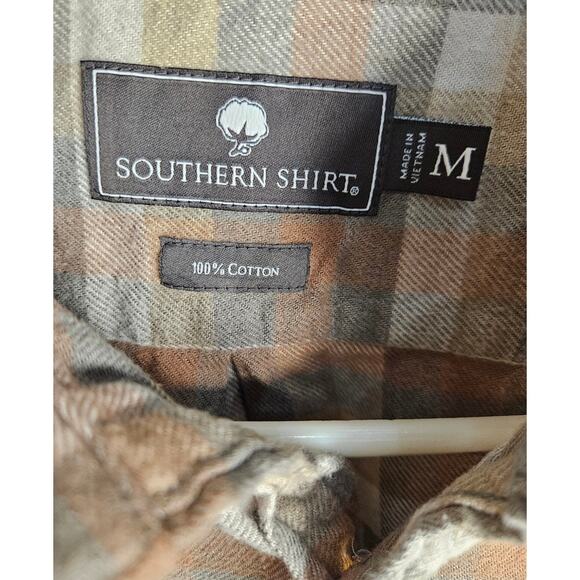 SOUTHERN SHIRT®
MADE IN
VIETNAM
M
100% COTTON